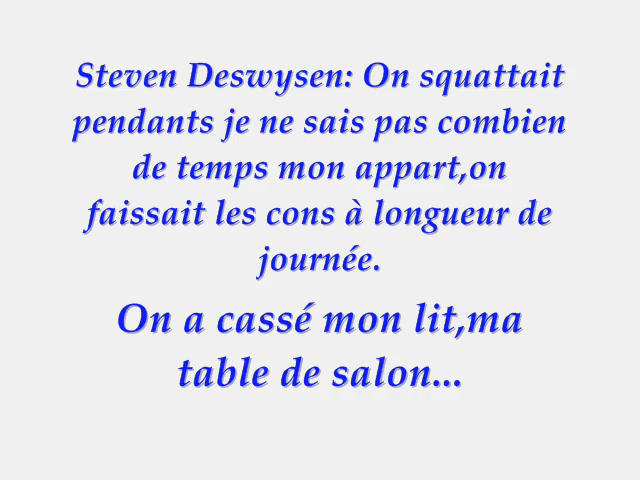 Steven Deswysen: On squattait
pendants je ne sais pas combien
de temps mon appart,on
faissait les cons à longueur de
journée.
On a cassé mon lit,ma
table de salon...